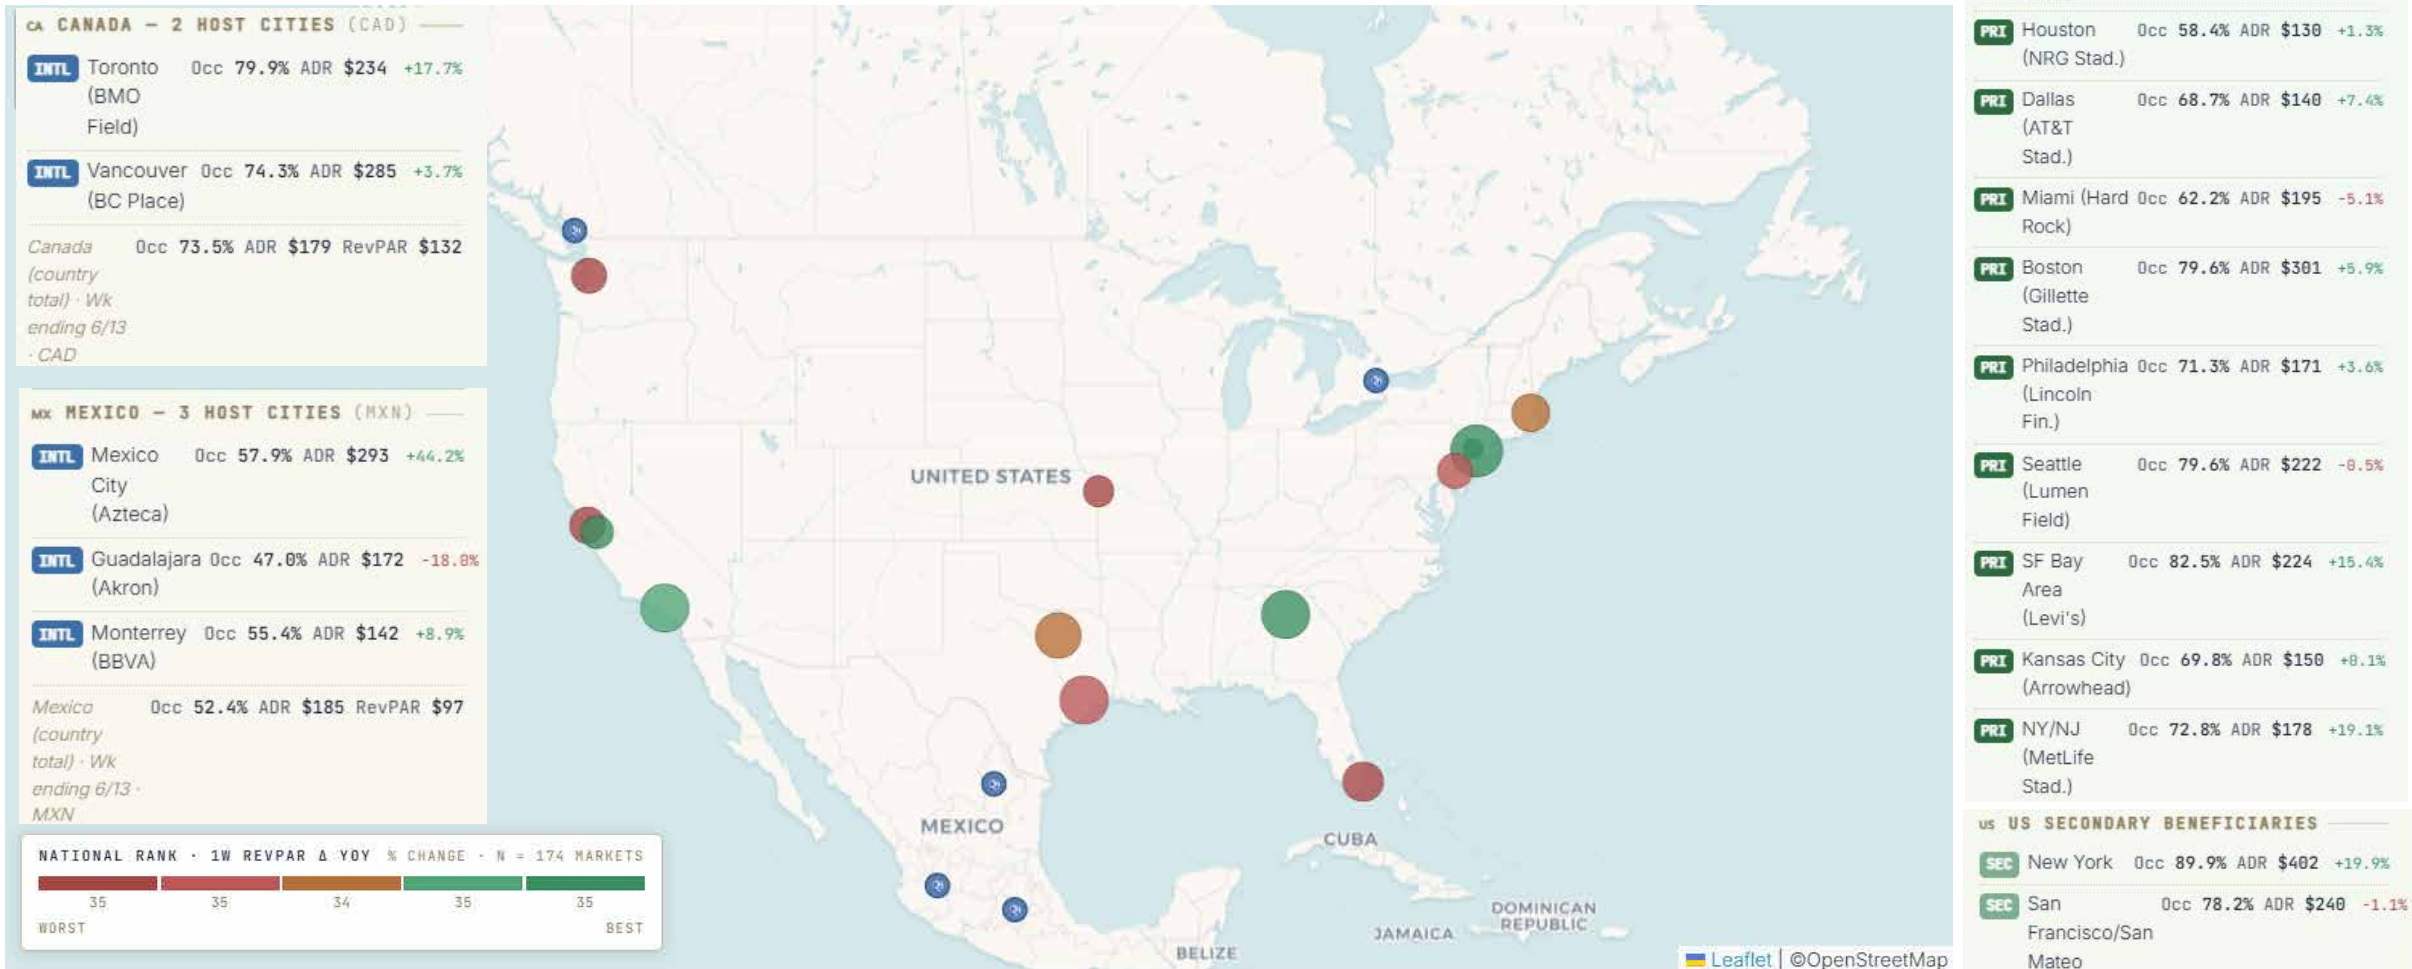 CA CANADA — 2 HOST CITIES (CAD)
INTL Toronto Occ 79.9% ADR $234 +17.7%
(BMO
Field)
INTL Vancouver Occ 74.3% ADR $285 +3.7%
(BC Place)
Canada Occ 73.5% ADR $179 RevPAR $132
(country
total) · Wk
ending 6/13
· CAD
MX MEXICO — 3 HOST CITIES (MXN)
INTL Mexico Occ 57.9% ADR $293 +44.2%
City
(Azteca)
INTL Guadalajara Occ 47.0% ADR $172 -18.0%
(Akron)
INTL Monterrey Occ 55.4% ADR $142 +8.9%
(BBVA)
Mexico Occ 52.4% ADR $185 RevPAR $97
(country
total) · Wk
ending 6/13 ·
MXN
NATIONAL RANK · 1W REVPAR Δ YOY % CHANGE · N = 174 MARKETS
35 35 34 35 35
WORST BEST
UNITED STATES
MEXICO
CUBA
DOMINICAN
REPUBLIC
JAMAICA
BELIZE
Leaflet | ©OpenStreetMap
PRI Houston Occ 58.4% ADR $130 +1.3%
(NRG Stad.)
PRI Dallas Occ 68.7% ADR $140 +7.4%
(AT&T
Stad.)
PRI Miami (Hard Occ 62.2% ADR $195 -5.1%
Rock)
PRI Boston Occ 79.6% ADR $301 +5.9%
(Gillette
Stad.)
PRI Philadelphia Occ 71.3% ADR $171 +3.6%
(Lincoln
Fin.)
PRI Seattle Occ 79.6% ADR $222 -0.5%
(Lumen
Field)
PRI SF Bay Occ 82.5% ADR $224 +15.4%
Area
(Levi's)
PRI Kansas City Occ 69.8% ADR $150 +0.1%
(Arrowhead)
PRI NY/NJ Occ 72.8% ADR $178 +19.1%
(MetLife
Stad.)
US US SECONDARY BENEFICIARIES
SEC New York Occ 89.9% ADR $402 +19.9%
SEC San Occ 78.2% ADR $240 -1.1%
Francisco/San
Mateo